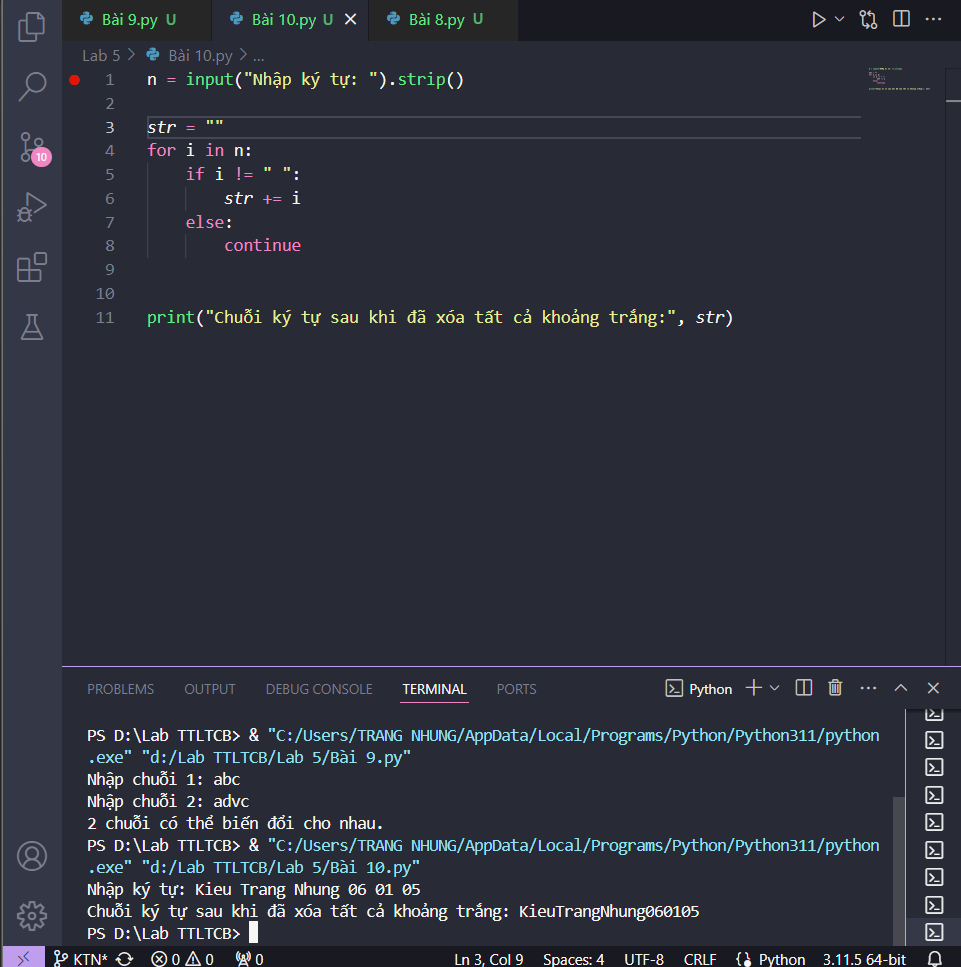 Bài 9.py U Bài 10.py U Bài 8.py U
Lab 5 > Bài 10.py > ...
1 n = input("Nhập ký tự: ").strip()
2
3 str = ""
4 for i in n:
5 if i != " ":
6 str += i
7 else:
8 continue
9
10
11 print("Chuỗi ký tự sau khi đã xóa tất cả khoảng trắng:", str)
10
PROBLEMS OUTPUT DEBUG CONSOLE TERMINAL PORTS Python
PS D:\Lab TTLTCB> & "C:/Users/TRANG NHUNG/AppData/Local/Programs/Python/Python311/python
.exe" "d:/Lab TTLTCB/Lab 5/Bài 9.py"
Nhập chuỗi 1: abc
Nhập chuỗi 2: advc
2 chuỗi có thể biến đổi cho nhau.
PS D:\Lab TTLTCB> & "C:/Users/TRANG NHUNG/AppData/Local/Programs/Python/Python311/python
.exe" "d:/Lab TTLTCB/Lab 5/Bài 10.py"
Nhập ký tự: Kieu Trang Nhung 06 01 05
Chuỗi ký tự sau khi đã xóa tất cả khoảng trắng: KieuTrangNhung060105
PS D:\Lab TTLTCB>
KTN* 0 0 0 Ln 3, Col 9 Spaces: 4 UTF-8 CRLF Python 3.11.5 64-bit